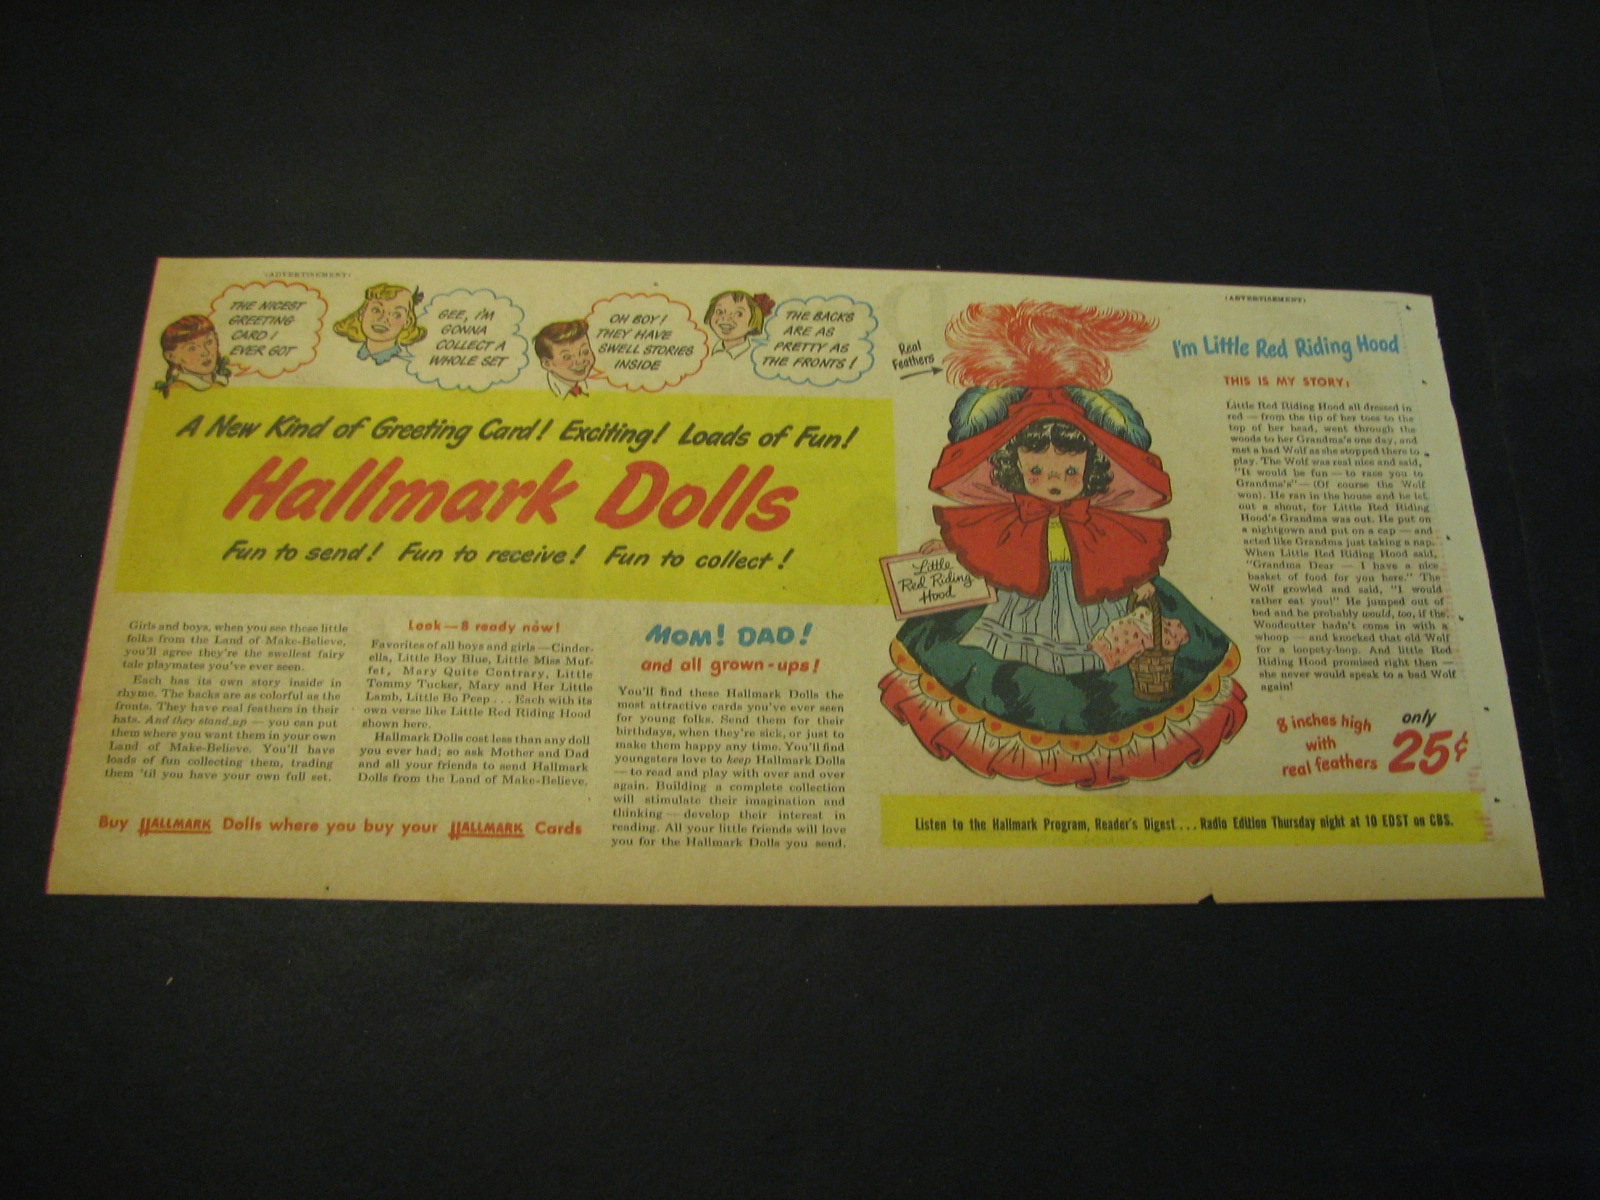 (ADVERTISEMENT)
THE NICEST
GREETING
CARD I
EVER GOT
GEE, I'M
GONNA
COLLECT A
WHOLE SET
OH BOY!
THEY HAVE
SWELL STORIES
INSIDE
THE BACKS
ARE AS
PRETTY AS
THE FRONTS!
A New Kind of Greeting Card! Exciting! Loads of Fun!
Hallmark Dolls
Fun to send! Fun to receive! Fun to collect!
Girls and boys, when you see these little
folks from the Land of Make-Believe,
you'll agree they're the swellest fairy
tale playmates you've ever seen.
Each has its own story inside in
rhyme. The backs are as colorful as the
fronts. They have real feathers in their
hats. And they stand up — you can put
them where you want them in your own
Land of Make-Believe. You'll have
loads of fun collecting them, trading
them 'til you have your own full set.
Look—8 ready now!
Favorites of all boys and girls—Cinder-
ella, Little Boy Blue, Little Miss Muf-
fet, Mary Quite Contrary, Little
Tommy Tucker, Mary and Her Little
Lamb, Little Bo Peep . . . Each with its
own verse like Little Red Riding Hood
shown here.
Hallmark Dolls cost less than any doll
you ever had; so ask Mother and Dad
and all your friends to send Hallmark
Dolls from the Land of Make-Believe.
Buy HALLMARK Dolls where you buy your HALLMARK Cards
MOM! DAD!
and all grown-ups!
You'll find these Hallmark Dolls the
most attractive cards you've ever seen
for young folks. Send them for their
birthdays, when they're sick, or just to
make them happy any time. You'll find
youngsters love to keep Hallmark Dolls
—to read and play with over and over
again. Building a complete collection
will stimulate their imagination and
thinking—develop their interest in
reading. All your little friends will love
you for the Hallmark Dolls you send.
Real
Feathers
Little
Red Riding
Hood
(ADVERTISEMENT)
I'm Little Red Riding Hood
THIS IS MY STORY:
Little Red Riding Hood all dressed in
red — from the tip of her toes to the
top of her head, went through the
woods to her Grandma's one day, and
met a bad Wolf as she stopped there to
play. The Wolf was real nice and said,
"It would be fun — to race you to
Grandma's"— (Of course the Wolf
won). He ran in the house and he let
out a shout, for Little Red Riding
Hood's Grandma was out. He put on
a nightgown and put on a cap — and
acted like Grandma just taking a nap.
When Little Red Riding Hood said,
"Grandma Dear — I have a nice
basket of food for you here." The
Wolf growled and said, "I would
rather eat you!" He jumped out of
bed and he probably would, too, if the
Woodcutter hadn't come in with a
whoop — and knocked that old Wolf
for a loopety-loop. And little Red
Riding Hood promised right then —
she never would speak to a bad Wolf
again!
8 inches high
with
real feathers
only
25¢
Listen to the Hallmark Program, Reader's Digest . . . Radio Edition Thursday night at 10 EDST on CBS.